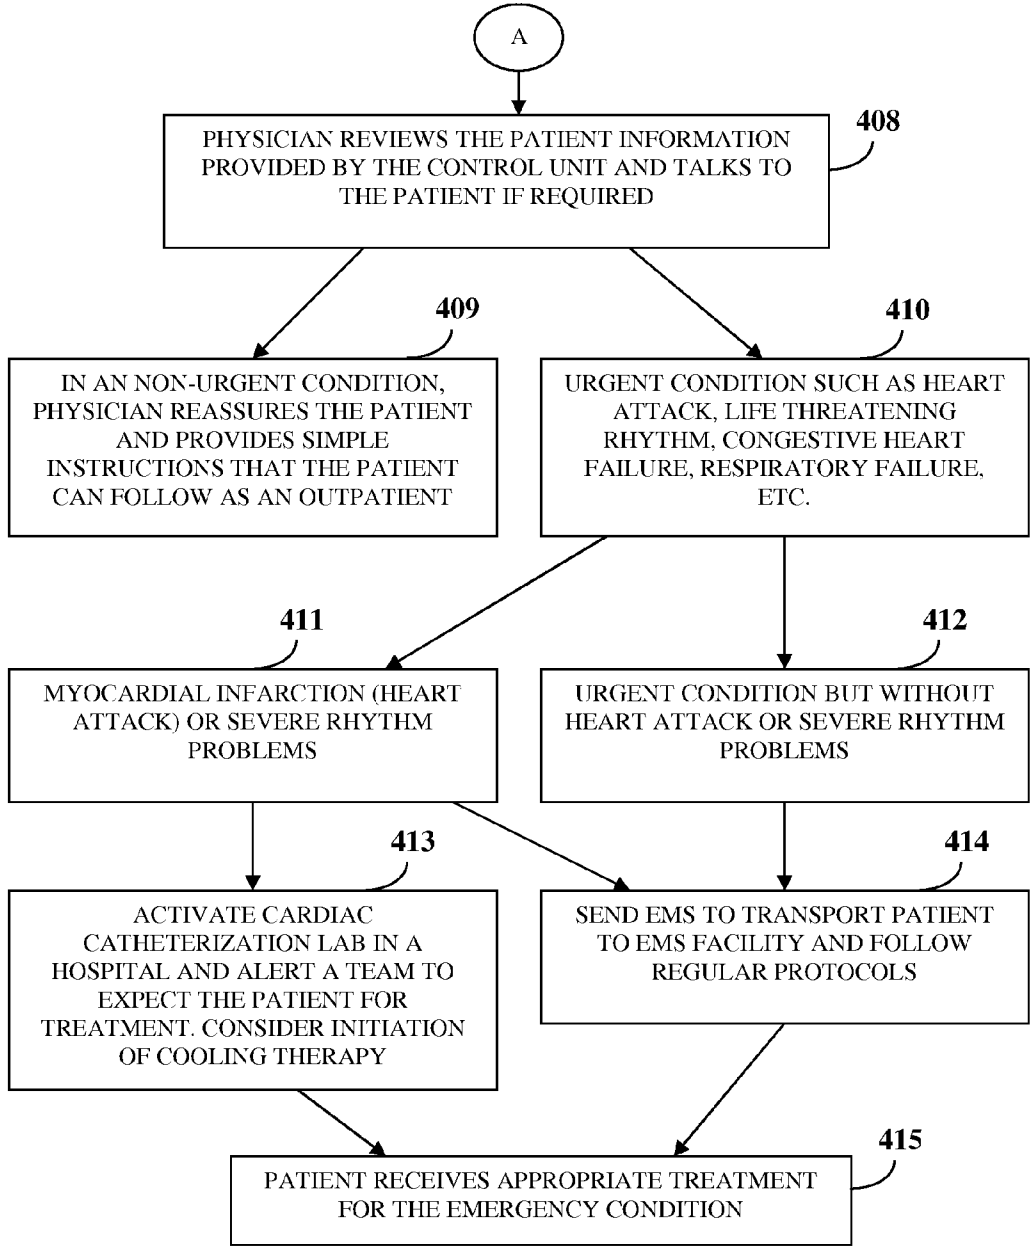 A
408
PHYSICIAN REVIEWS THE PATIENT INFORMATION
PROVIDED BY THE CONTROL UNIT AND TALKS TO
THE PATIENT IF REQUIRED
409
IN AN NON-URGENT CONDITION,
PHYSICIAN REASSURES THE PATIENT
AND PROVIDES SIMPLE
INSTRUCTIONS THAT THE PATIENT
CAN FOLLOW AS AN OUTPATIENT
410
URGENT CONDITION SUCH AS HEART
ATTACK, LIFE THREATENING
RHYTHM, CONGESTIVE HEART
FAILURE, RESPIRATORY FAILURE,
ETC.
411
MYOCARDIAL INFARCTION (HEART
ATTACK) OR SEVERE RHYTHM
PROBLEMS
412
URGENT CONDITION BUT WITHOUT
HEART ATTACK OR SEVERE RHYTHM
PROBLEMS
413
ACTIVATE CARDIAC
CATHETERIZATION LAB IN A
HOSPITAL AND ALERT A TEAM TO
EXPECT THE PATIENT FOR
TREATMENT. CONSIDER INITIATION
OF COOLING THERAPY
414
SEND EMS TO TRANSPORT PATIENT
TO EMS FACILITY AND FOLLOW
REGULAR PROTOCOLS
415
PATIENT RECEIVES APPROPRIATE TREATMENT
FOR THE EMERGENCY CONDITION